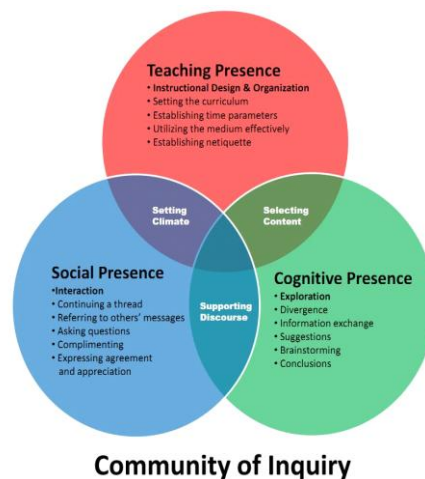 Teaching Presence
• Instructional Design & Organization
• Setting the curriculum
• Establishing time parameters
• Utilizing the medium effectively
• Establishing netiquette
Setting
Climate
Selecting
Content
Social Presence
•Interaction
• Continuing a thread
• Referring to others' messages
• Asking questions
• Complimenting
• Expressing agreement
and appreciation
Supporting
Discourse
Cognitive Presence
• Exploration
• Divergence
• Information exchange
• Suggestions
• Brainstorming
• Conclusions
Community of Inquiry